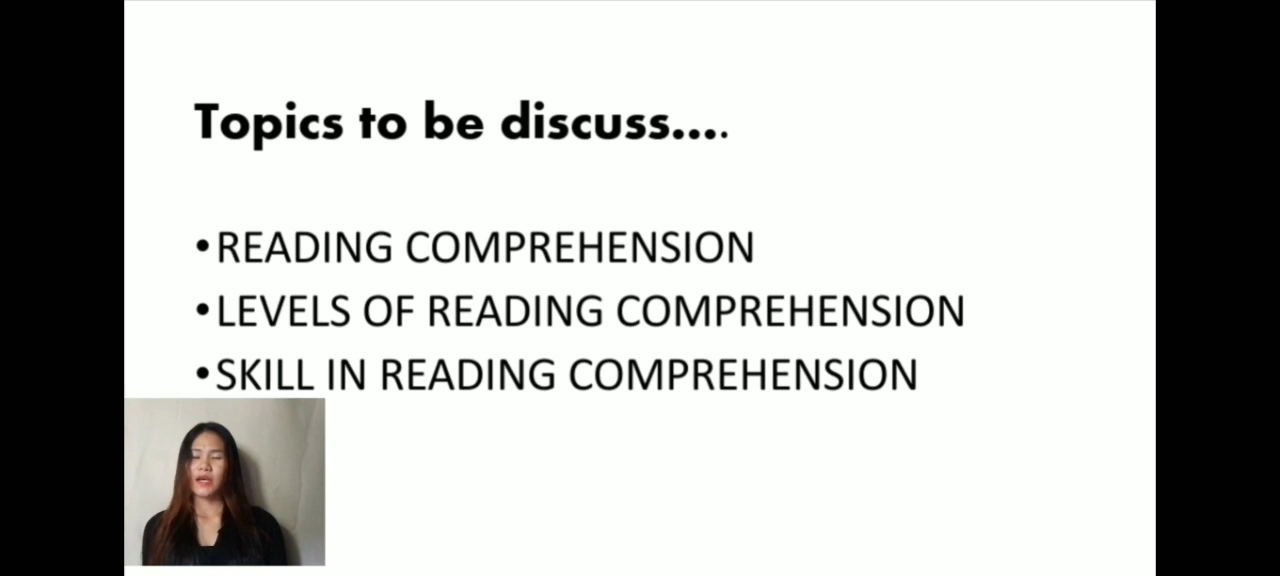 Topics to be discuss....
•READING COMPREHENSION
•LEVELS OF READING COMPREHENSION
•SKILL IN READING COMPREHENSION